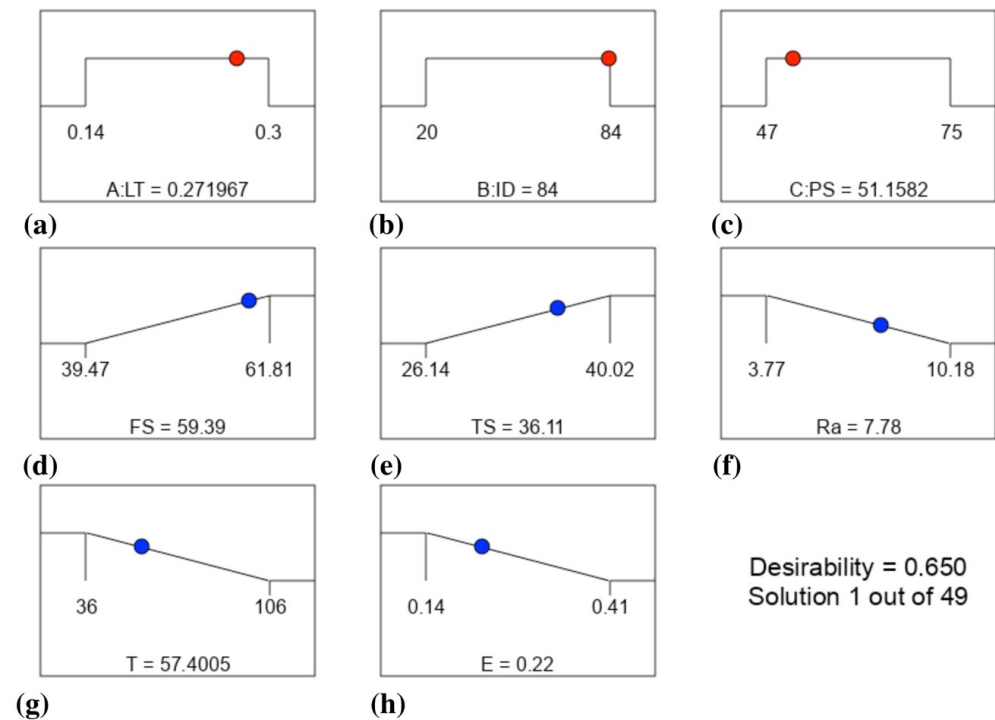 0.14 0.3
A:LT = 0.271967
(a)
20 84
B:ID = 84
(b)
47 75
C:PS = 51.1582
(c)
39.47 61.81
FS = 59.39
(d)
26.14 40.02
TS = 36.11
(e)
3.77 10.18
Ra = 7.78
(f)
36 106
T = 57.4005
(g)
0.14 0.41
E = 0.22
(h)
Desirability = 0.650
Solution 1 out of 49